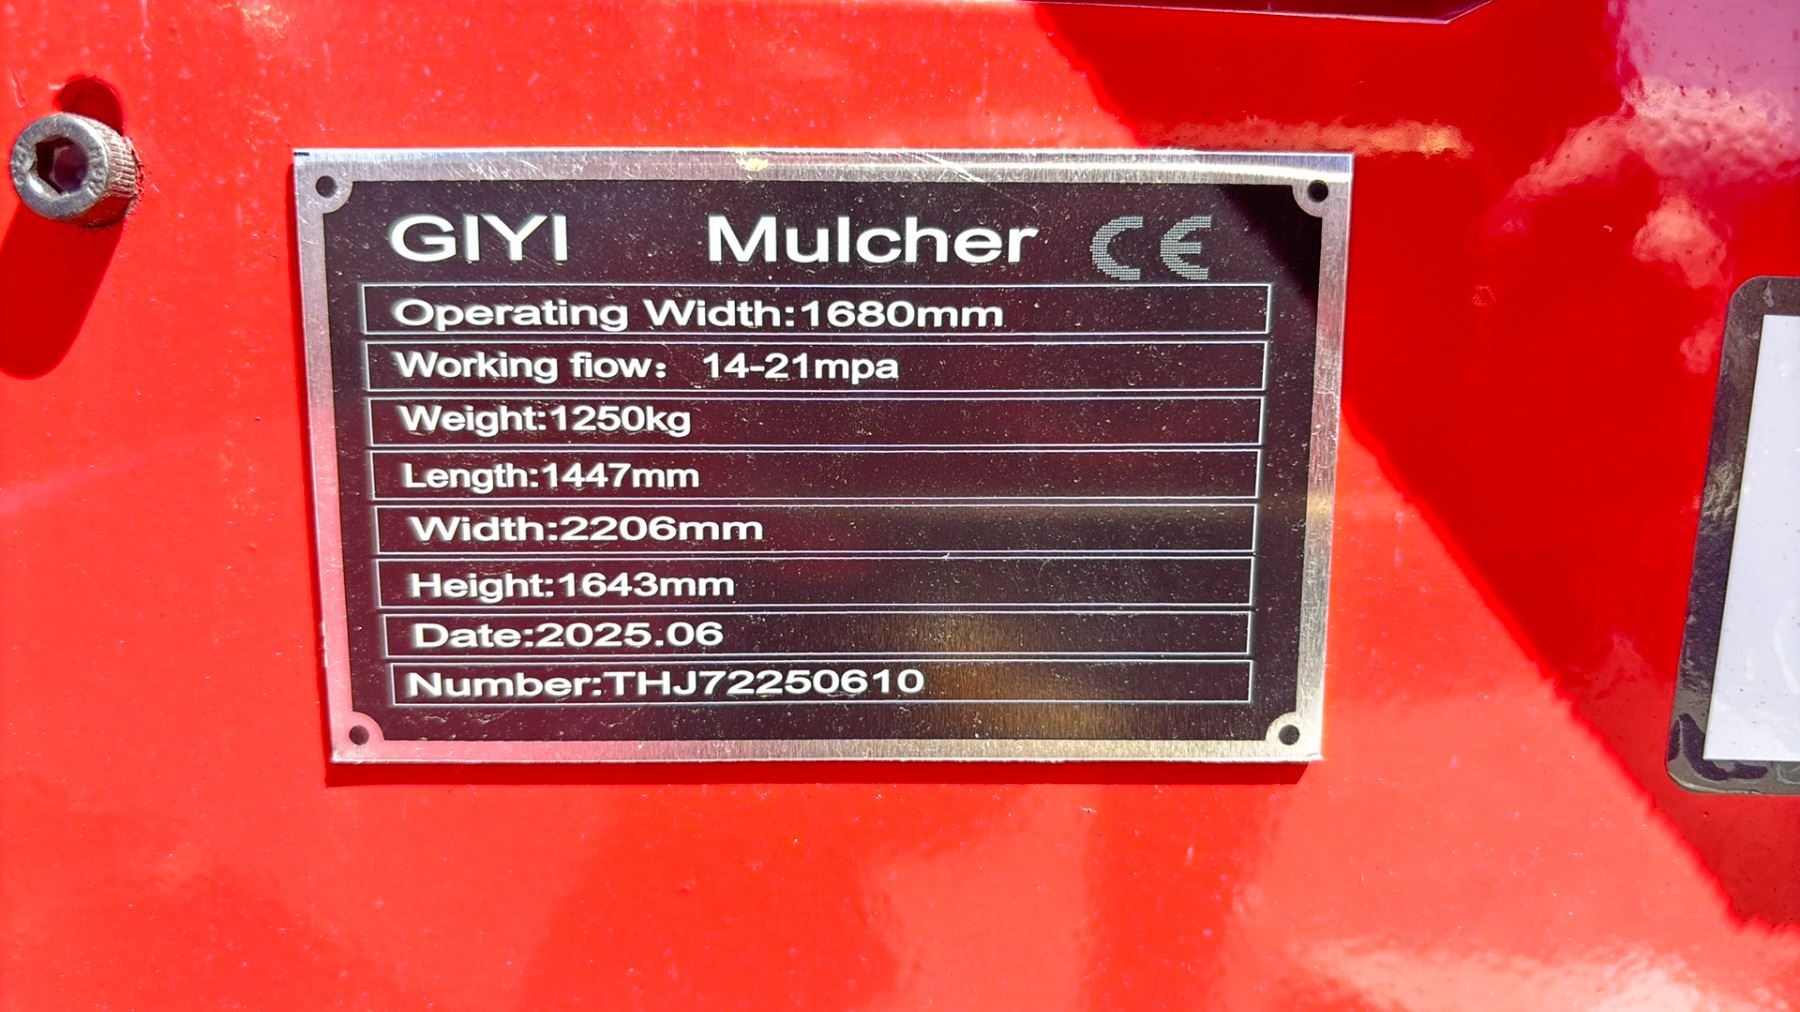 GIYI Mulcher CE
Operating Width:1680mm
Working flow： 14-21mpa
Weight:1250kg
Length:1447mm
Width:2206mm
Height:1643mm
Date:2025.06
Number:THJ72250610